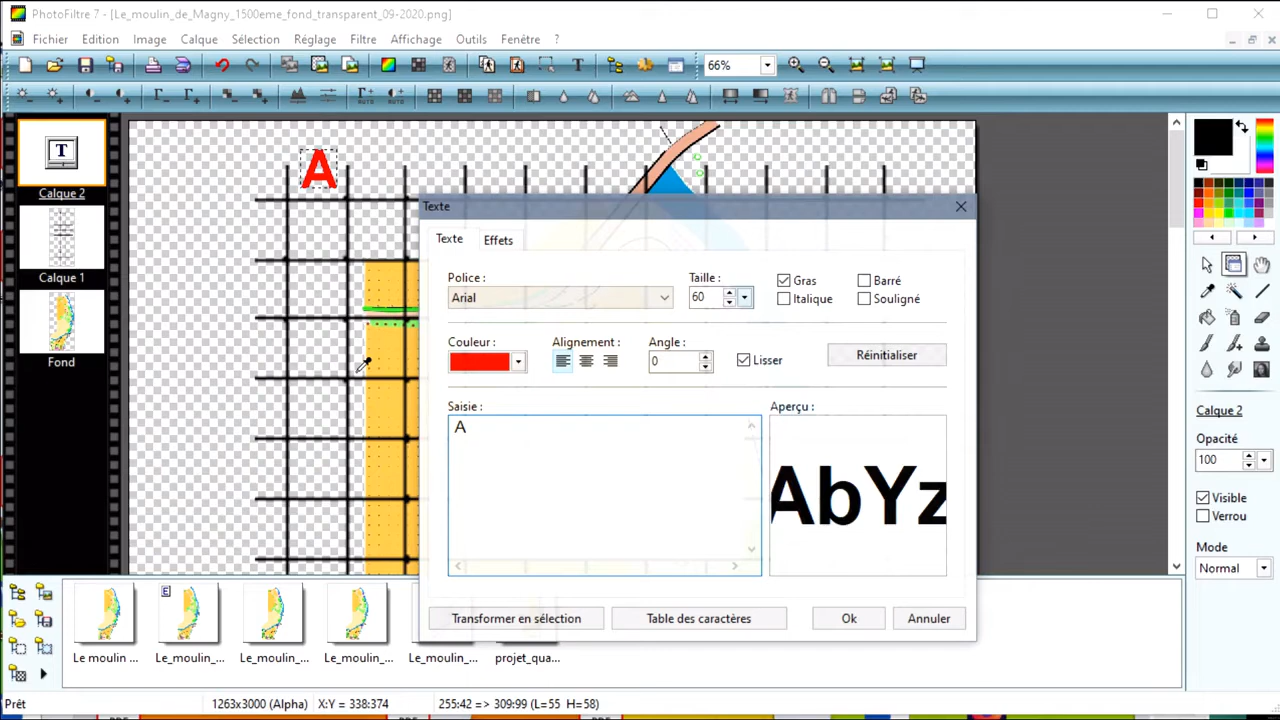 PhotoFiltre 7 - [Le_moulin_de_Magny_1500eme_fond_transparent_09-2020.png]
Fichier Edition Image Calque Sélection Réglage Filtre Affichage Outils Fenêtre ?
66%
AUTO AUTO
T
Calque 2
Calque 1
Fond
A
Texte
Texte Effets
Police :
Arial
Taille :
60
Gras
Barré
Italique
Souligné
Couleur :
Alignement :
Angle :
0
Lisser
Réinitialiser
Saisie :
A
Aperçu :
AbYz
Transformer en sélection
Table des caractères
Ok
Annuler
Calque 2
Opacité
100
Visible
Verrou
Mode
Normal
E
Le moulin ...
Le_moulin_...
Le_moulin_...
Le_moulin_...
Le_moulin_...
projet_qua...
Prêt
1263x3000 (Alpha)
X:Y = 338:374
255:42 => 309:99 (L=55 H=58)